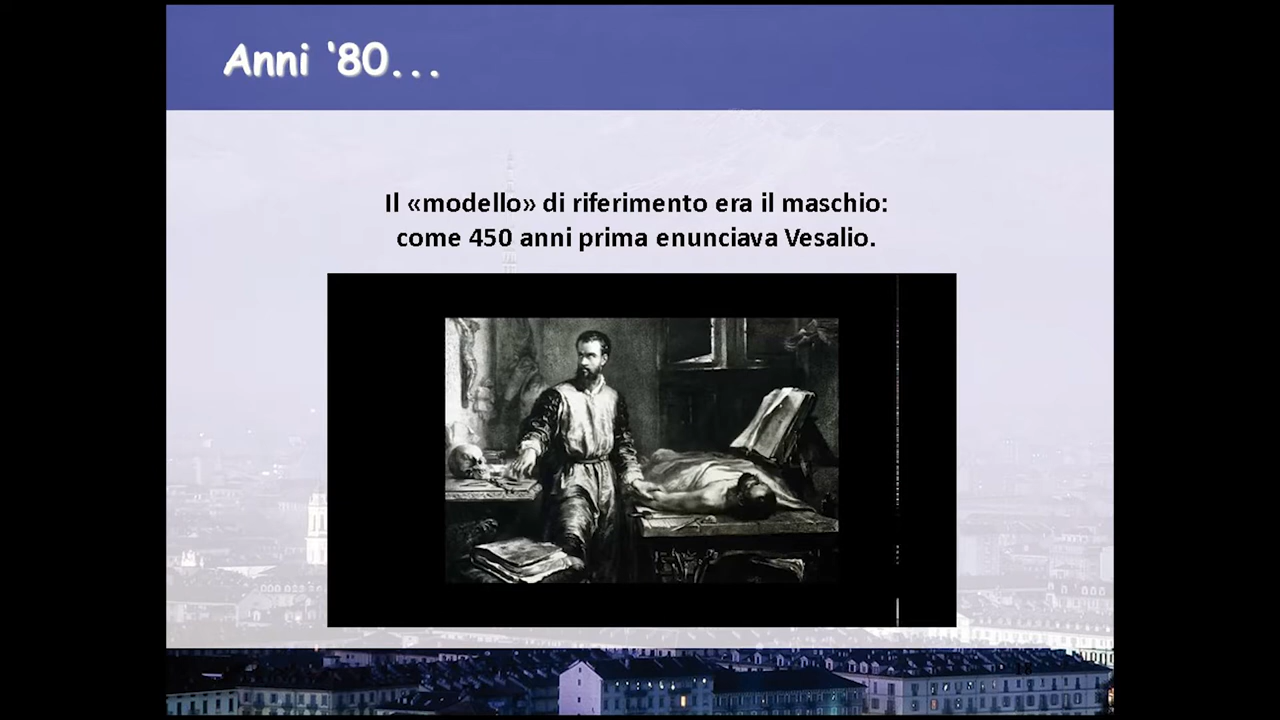 Anni ‘80...
Il «modello» di riferimento era il maschio:
come 450 anni prima enunciava Vesalio.